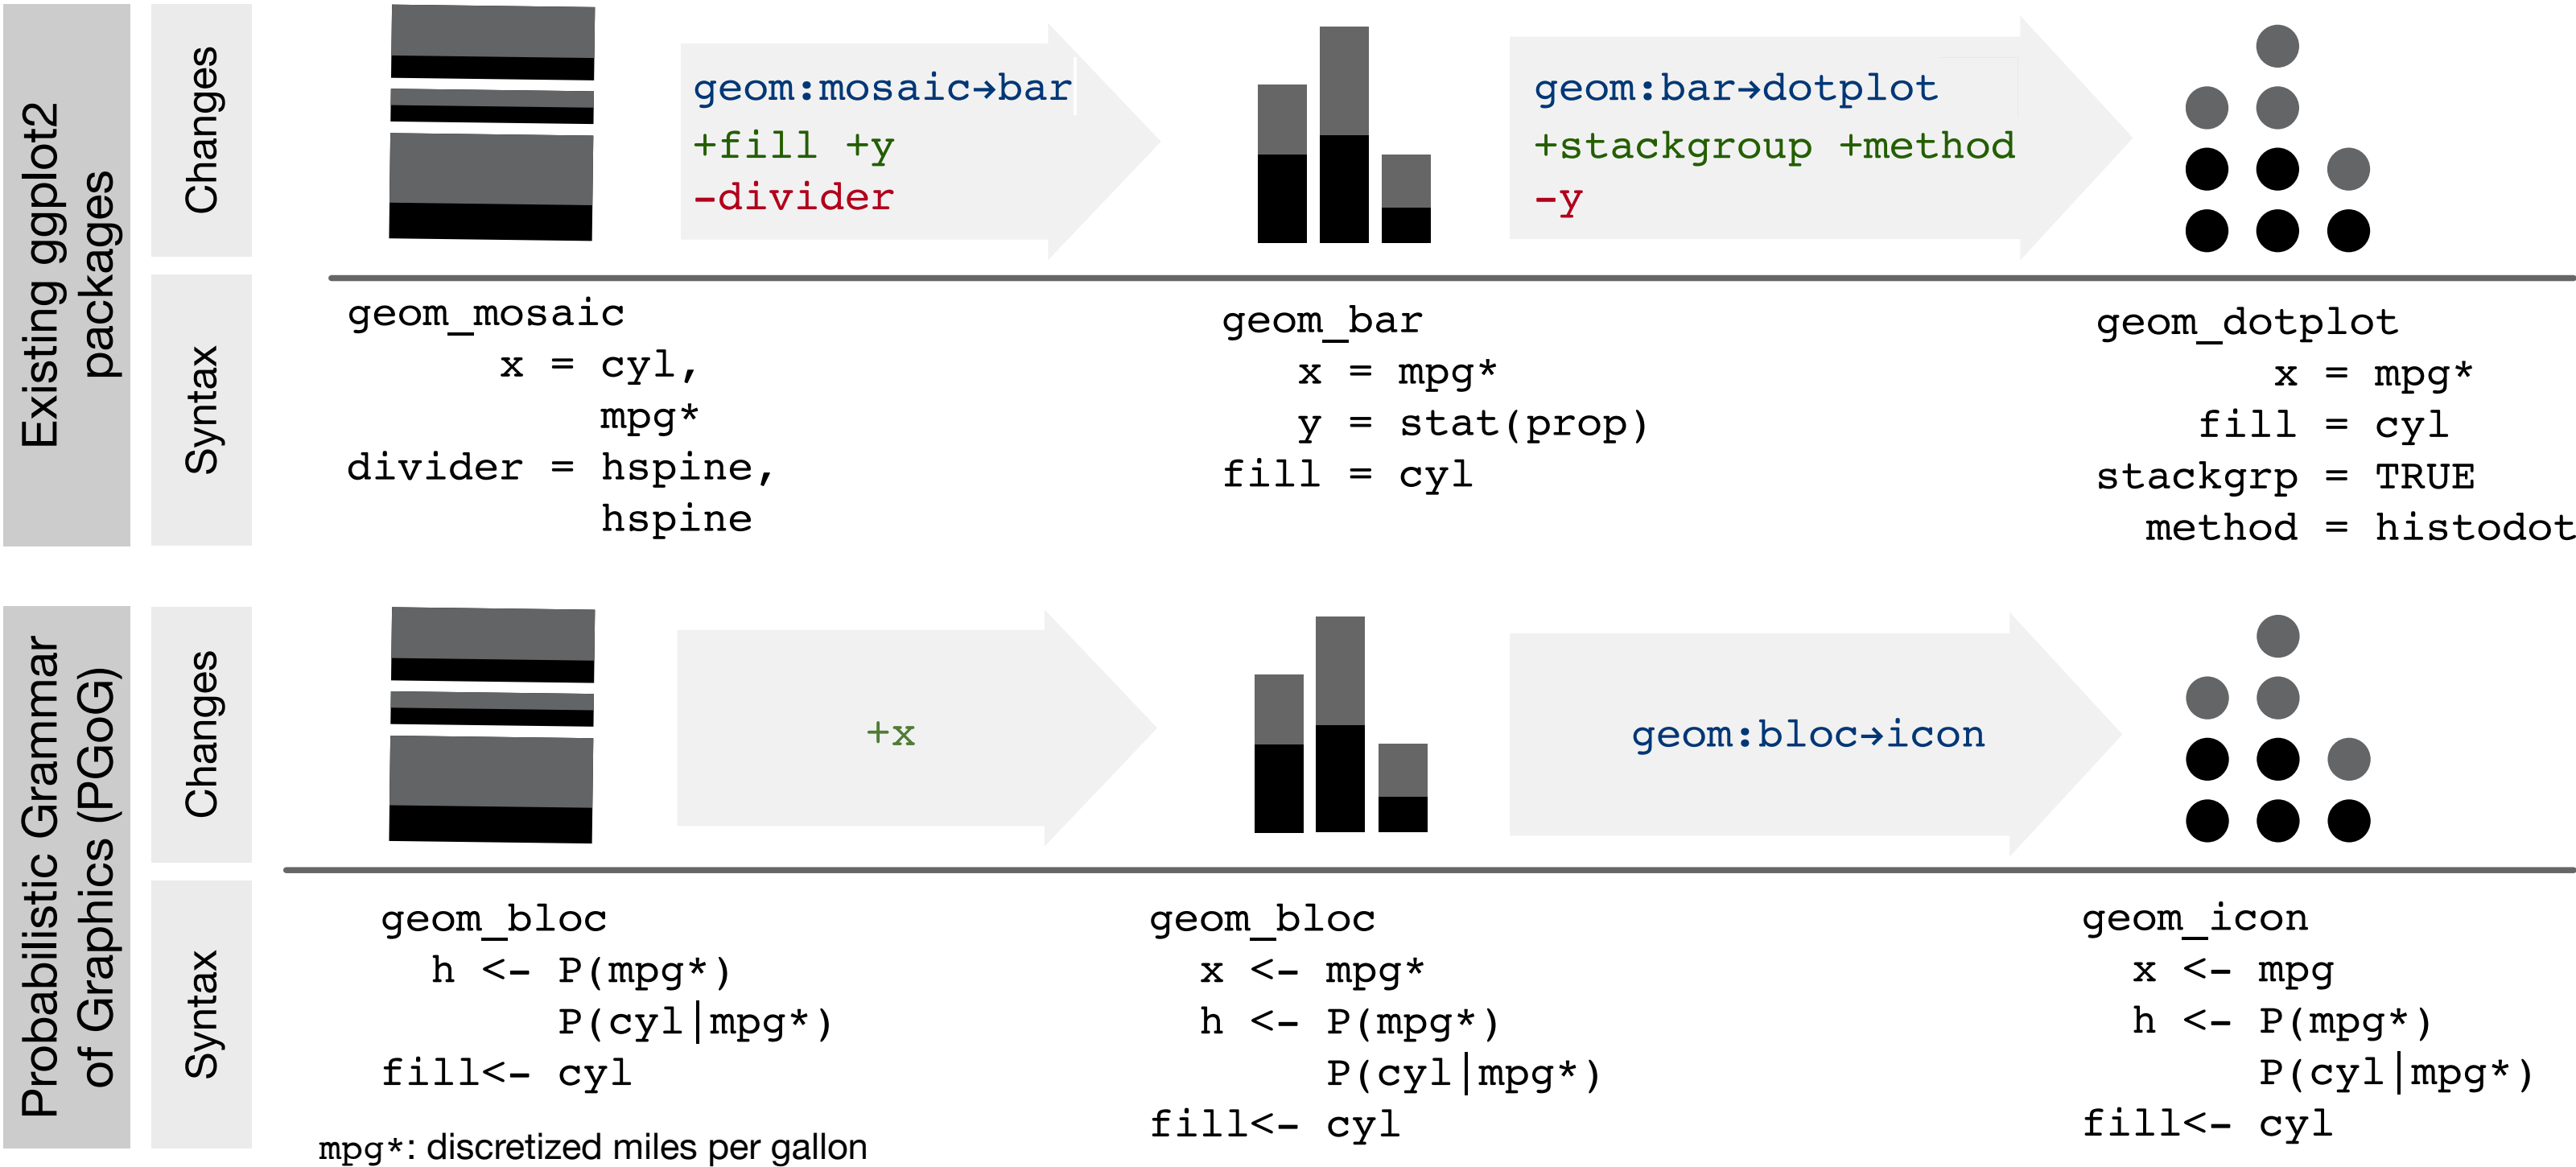 Existing ggplot2
packages
Changes
geom:mosaic→bar
+fill +y
-divider
geom:bar→dotplot
+stackgroup +method
-y
Syntax
geom_mosaic
x = cyl,
mpg*
divider = hspine,
hspine
geom_bar
x = mpg*
y = stat(prop)
fill = cyl
geom_dotplot
x = mpg*
fill = cyl
stackgrp = TRUE
method = histodot
Probabilistic Grammar
of Graphics (PGoG)
Changes
+x
geom:bloc→icon
Syntax
geom_bloc
h <- P(mpg*)
P(cyl|mpg*)
fill<- cyl
geom_bloc
x <- mpg*
h <- P(mpg*)
P(cyl|mpg*)
fill<- cyl
geom_icon
x <- mpg
h <- P(mpg*)
P(cyl|mpg*)
fill<- cyl
mpg*: discretized miles per gallon